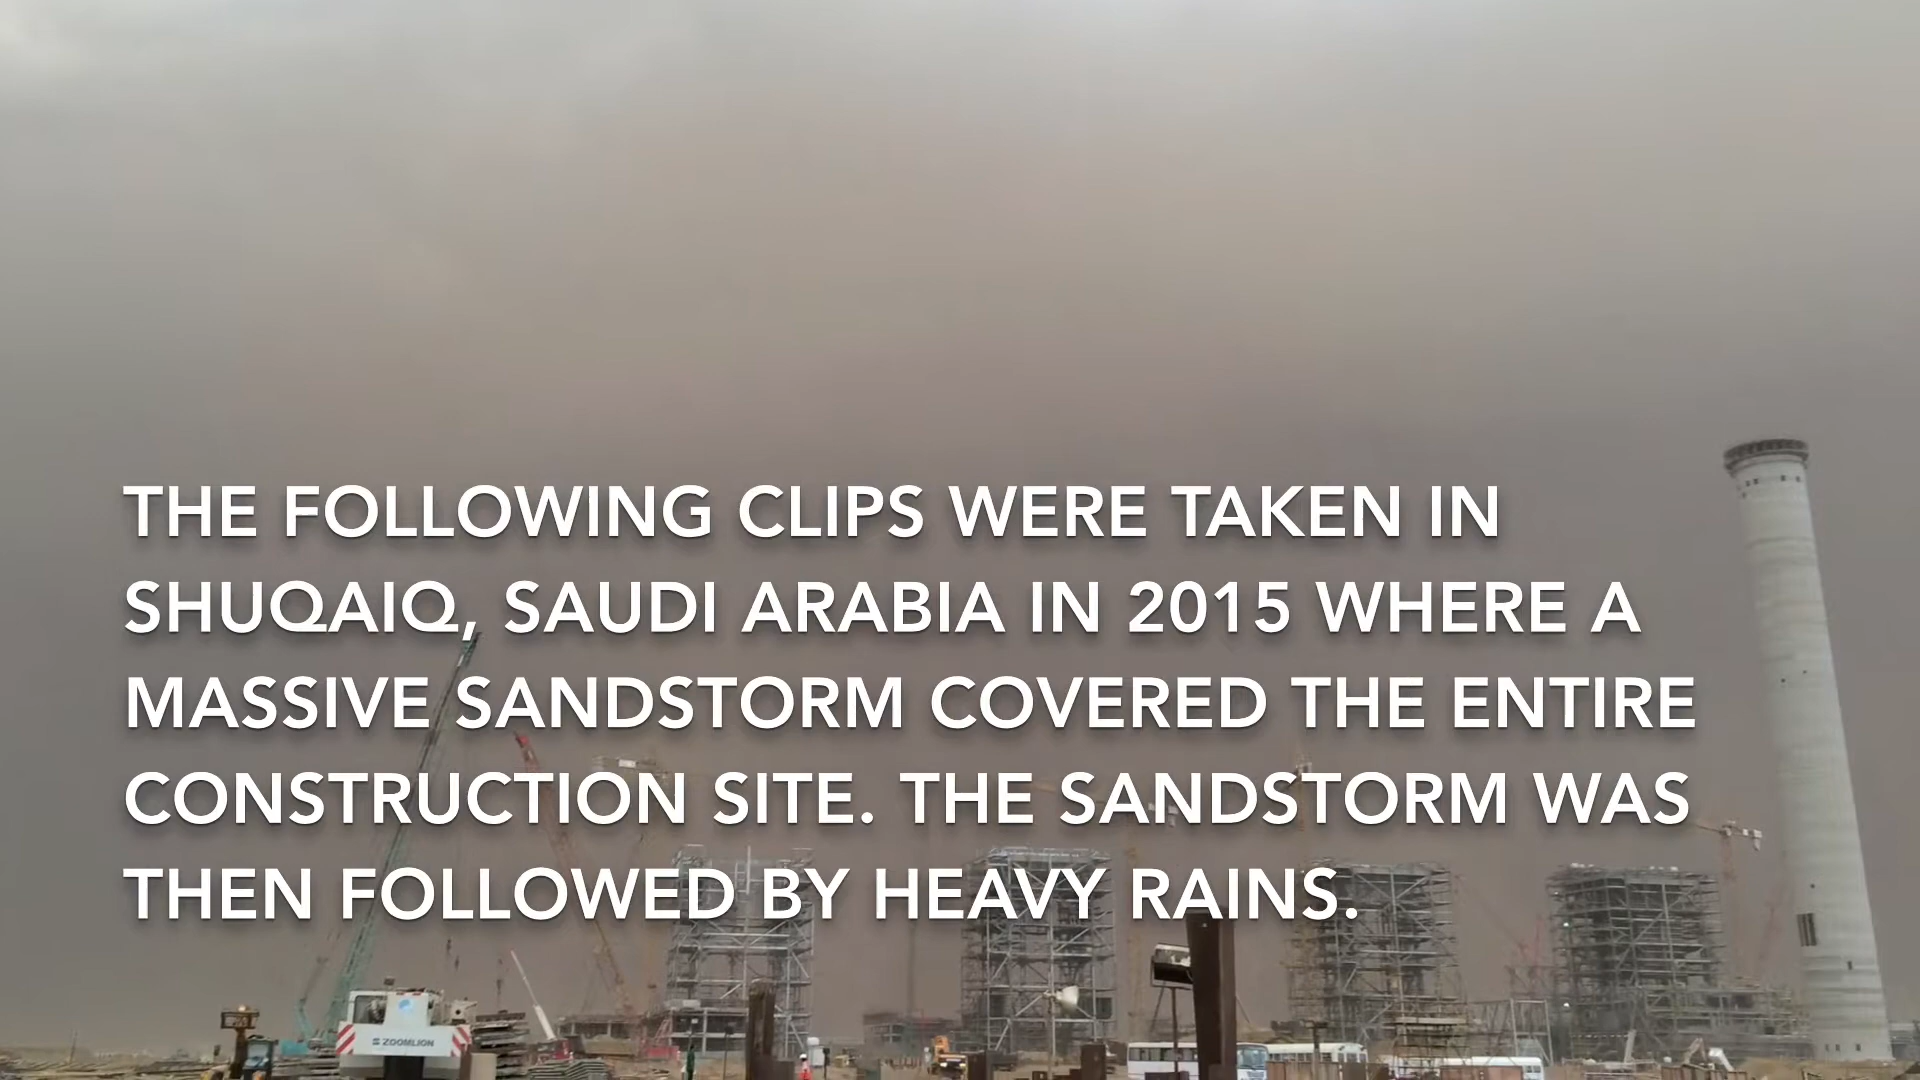 THE FOLLOWING CLIPS WERE TAKEN IN
SHUQAIQ, SAUDI ARABIA IN 2015 WHERE A
MASSIVE SANDSTORM COVERED THE ENTIRE
CONSTRUCTION SITE. THE SANDSTORM WAS
THEN FOLLOWED BY HEAVY RAINS.
ZOOMLION